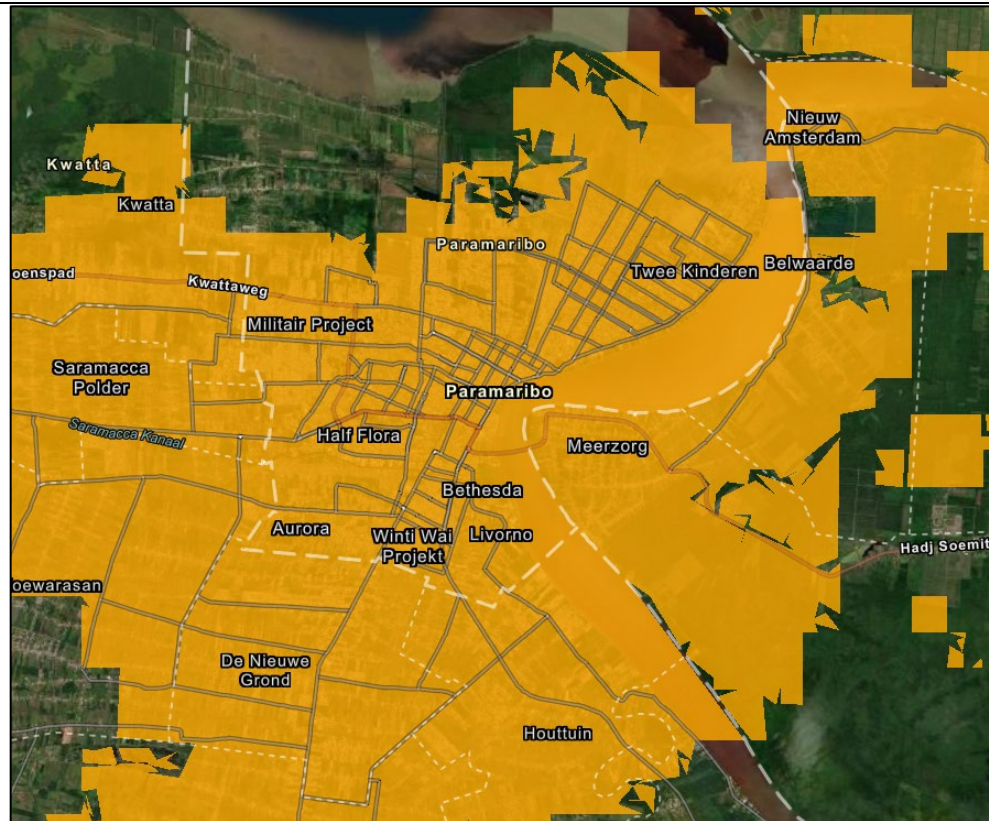 Nieuw
Amsterdam
Kwatta
Kwatta
Paramaribo
Twee Kinderen
Belwaarde
oenspad
Kwattaweg
Militair Project
Saramacca
Polder
Paramaribo
Saramacca Kanaal
Half Flora
Meerzorg
Bethesda
Aurora
Winti Wai
Projekt
Livorno
Hadj Soemit
oewarasan
De Nieuwe
Grond
Houttuin